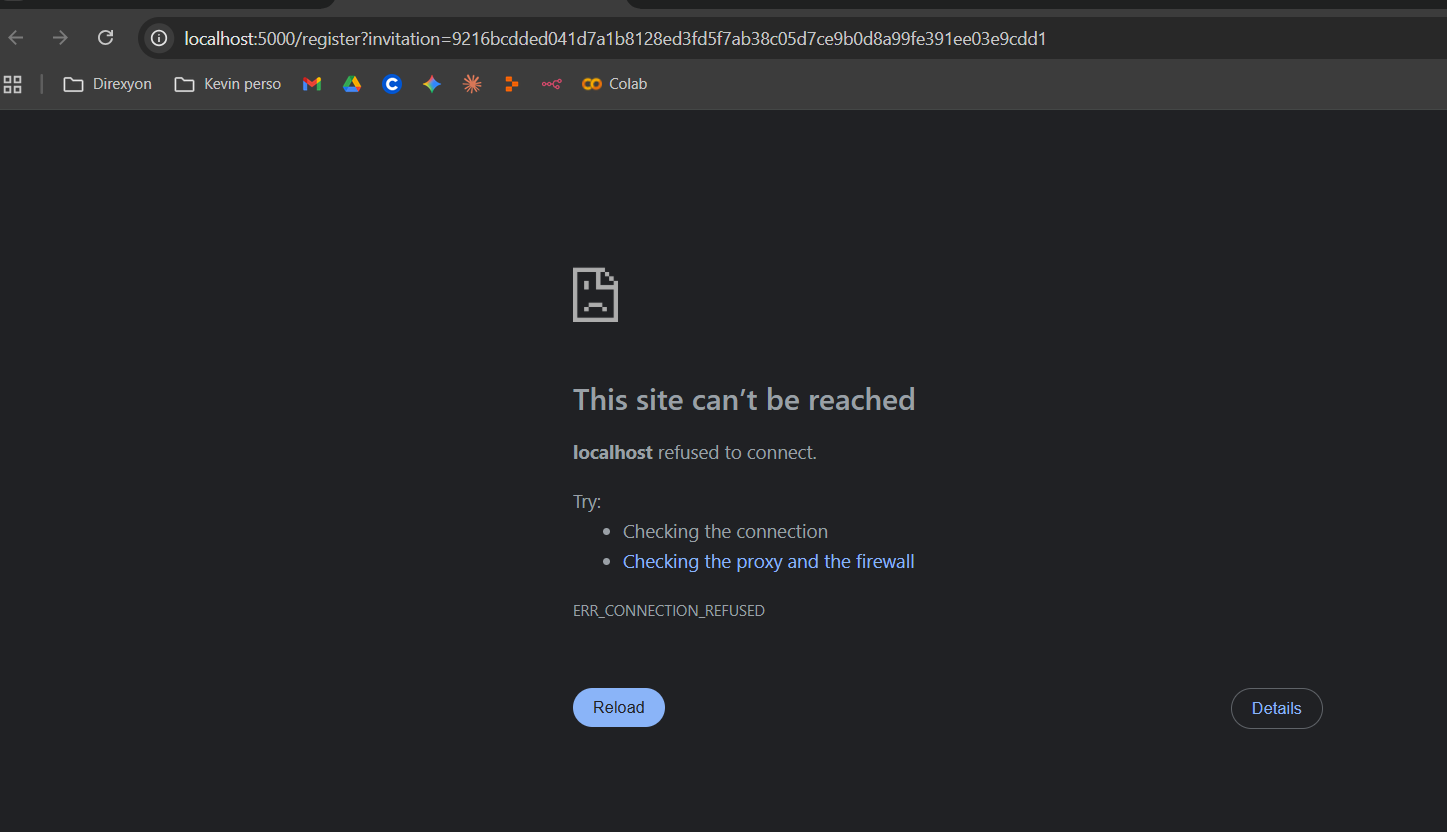 localhost:5000/register?invitation=9216bcdded041d7a1b8128ed3fd5f7ab38c05d7ce9b0d8a99fe391ee03e9cdd1
Direxyon Kevin perso Colab
This site can’t be reached
localhost refused to connect.
Try:
Checking the connection
Checking the proxy and the firewall
ERR_CONNECTION_REFUSED
Reload Details